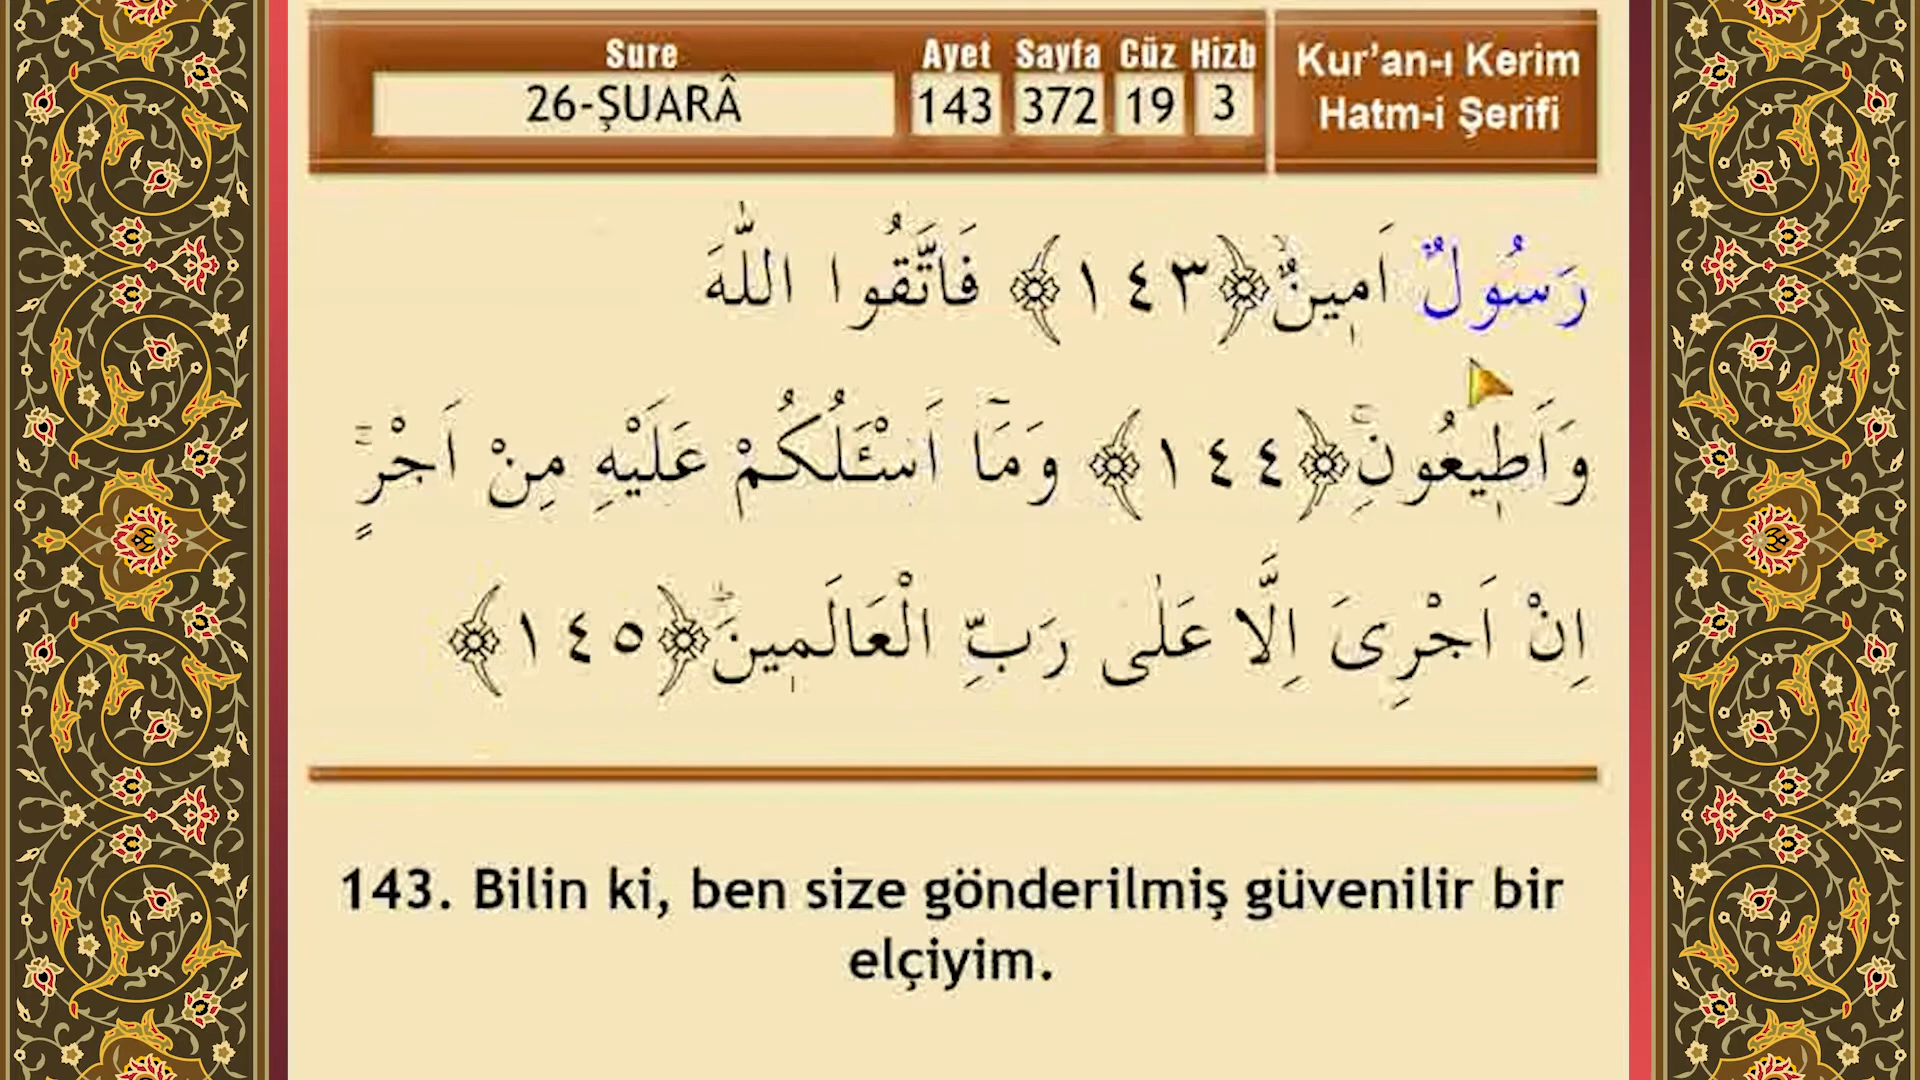 Sure Ayet Sayfa Cüz Hizb
26-ŞUARÂ 143 372 19 3
Kur'an-ı Kerim
Hatm-i Şerifi
رَسُولٌ اَمٖينٌۙ ﴿١٤٣﴾ فَاتَّقُوا اللّٰهَ
وَاَطٖيعُونِۚ ﴿١٤٤﴾ وَمَٓا اَسْـَٔلُكُمْ عَلَيْهِ مِنْ اَجْرٍۚ
اِنْ اَجْرِىَ اِلَّا عَلٰى رَبِّ الْعَالَمٖينَؕ ﴿١٤٥﴾
143. Bilin ki, ben size gönderilmiş güvenilir bir
elçiyim.